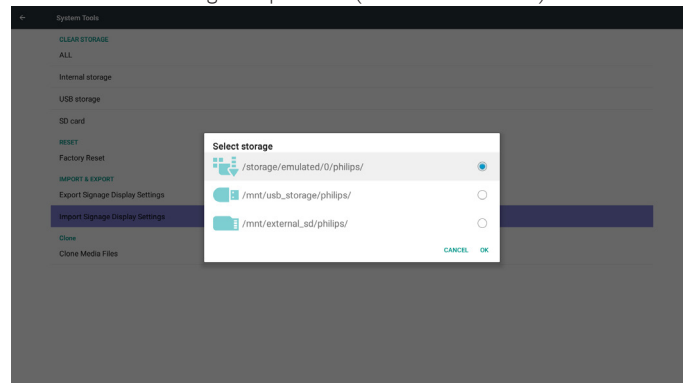 System Tools
CLEAR STORAGE
ALL
Internal storage
USB storage
SD card
RESET
Factory Reset
IMPORT & EXPORT
Export Signage Display Settings
Import Signage Display Settings
Clone
Clone Media Files
Select storage
/storage/emulated/0/philips/
/mnt/usb_storage/philips/
/mnt/external_sd/philips/
CANCEL OK